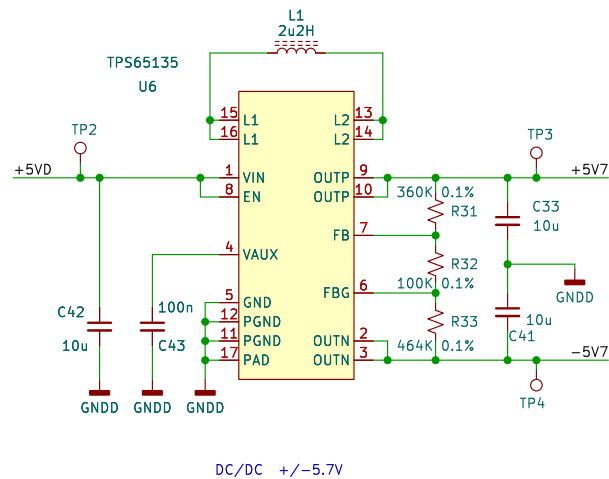 L1
2u2H
TPS65135
U6
15 L1 L2 13
16 L1 L2 14
TP2
TP3
+5VD
1 VIN OUTP 9
+5V7
8 EN OUTP 10
360K 0.1%
R31
C33
10u
FB 7
4 VAUX
R32
100K 0.1%
FBG 6
GNDD
5 GND
12 PGND
11 PGND
17 PAD
C42
10u
100n
C43
R33
464K 0.1%
10u
C41
OUTN 2
OUTN 3
-5V7
TP4
GNDD
GNDD
GNDD
DC/DC +/-5.7V